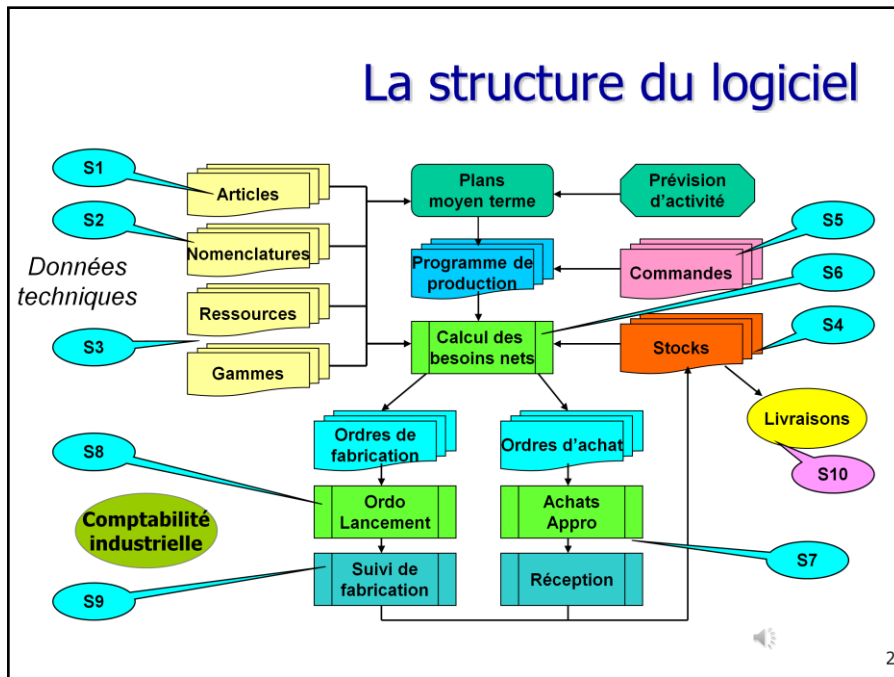 La structure du logiciel
S1
Articles
Plans
moyen terme
Prévision
d'activité
S2
Nomenclatures
Programme de
production
Commandes
S5
Données
techniques
S6
Ressources
Calcul des
besoins nets
Stocks
S4
S3
Gammes
Livraisons
Ordres de
fabrication
Ordres d'achat
S8
S10
Comptabilité
industrielle
Ordo
Lancement
Achats
Appro
S7
Suivi de
fabrication
Réception
S9
2